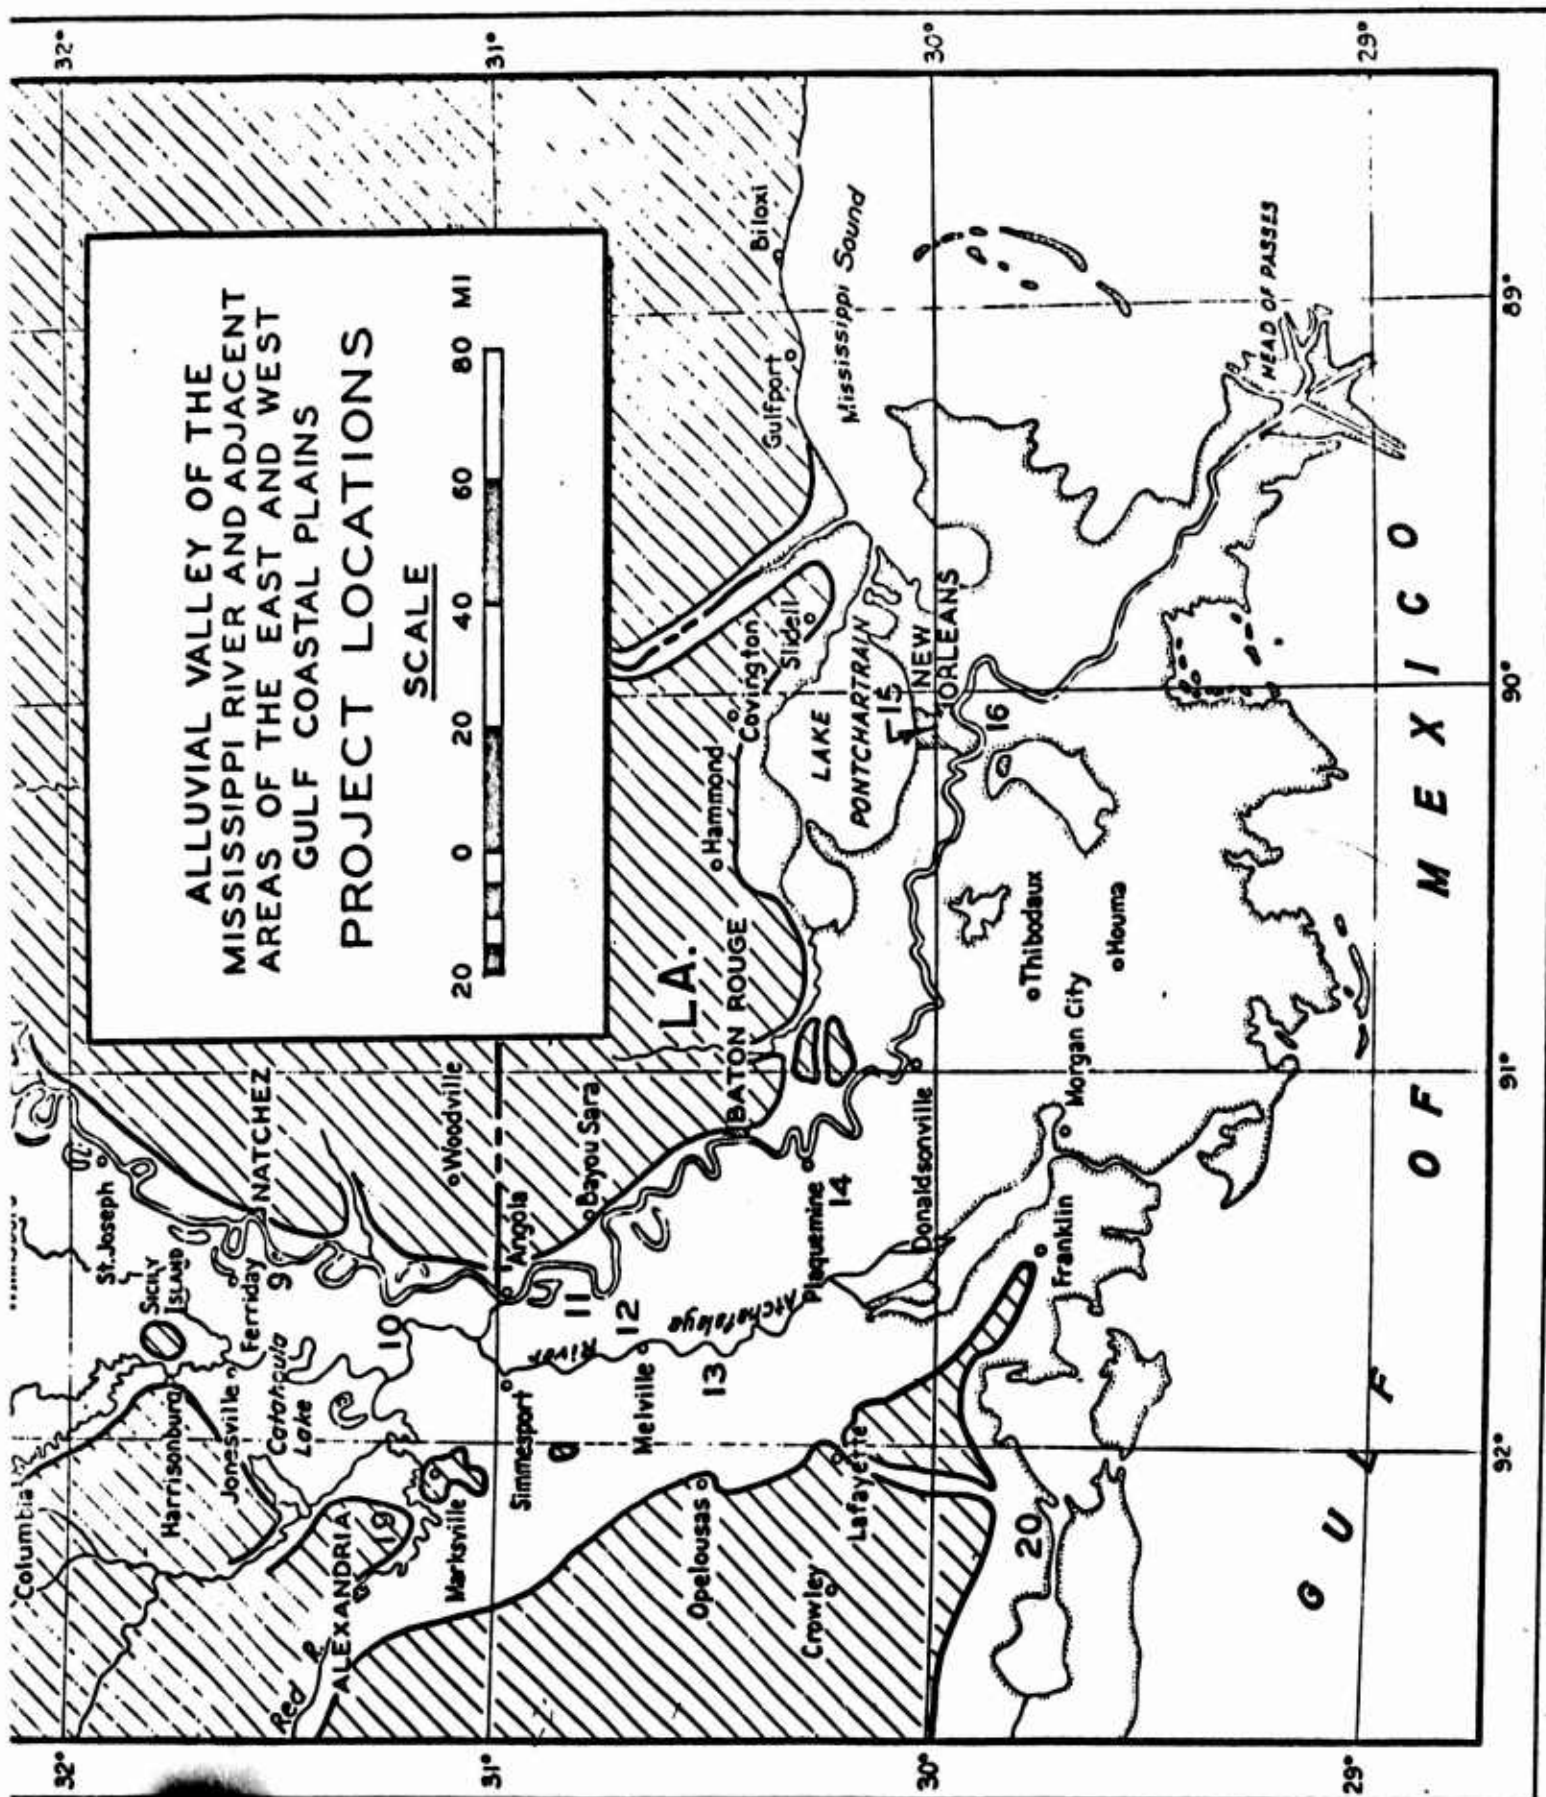 ALLUVIAL VALLEY OF THE
MISSISSIPPI RIVER AND ADJACENT
AREAS OF THE EAST AND WEST
GULF COASTAL PLAINS
PROJECT LOCATIONS
SCALE
20 0 20 40 60 80 MI
32°
31°
30°
29°
32°
31°
30°
29°
92°
91°
90°
89°
Columbia
Harrisonburg
Jonesville
Catahoula
Lake
SICILY
ISLAND
St. Joseph
Ferriday
9
NATCHEZ
10
Woodville
Red R.
ALEXANDRIA
19
Marksville
Simmesport
Angola
Bayou Sara
11
12
River
Atchafalaya
Melville
13
Opelousas
Crowley
Lafayette
LA.
BATON ROUGE
Plaquemine
14
Donaldsonville
Franklin
Morgan City
20
Thibodaux
Houma
Hammond
Covington
Slidell
LAKE
PONTCHARTRAIN
15
NEW
ORLEANS
16
Gulfport
Biloxi
Mississippi Sound
HEAD OF PASSES
GULF OF MEXICO